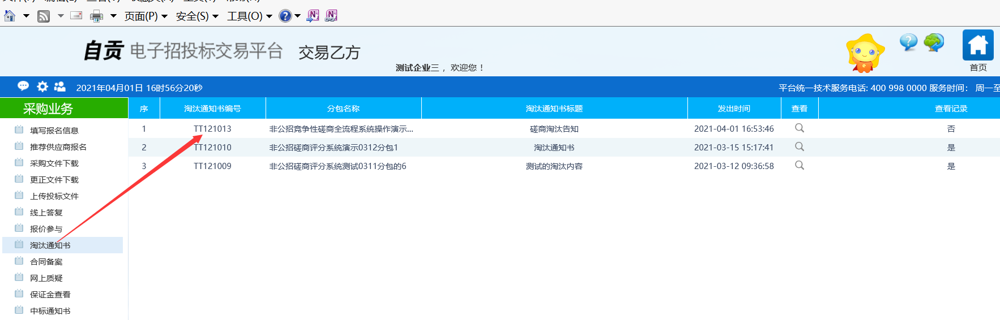 页面(P) 安全(S) 工具(O)
自贡 电子招投标交易平台 交易乙方
测试企业三 ，欢迎您 ！
首页
2021年04月01日 16时56分20秒 平台统一技术服务电话: 400 998 0000 服务时间： 周一至
采购业务
填写报名信息
推荐供应商报名
采购文件下载
更正文件下载
上传投标文件
线上答复
报价参与
淘汰通知书
合同备案
网上质疑
保证金查看
中标通知书
序 淘汰通知书编号 分包名称 淘汰通知书标题 发出时间 查看 查看记录
1 TT121013 非公招竞争性磋商全流程系统操作演示... 磋商淘汰告知 2021-04-01 16:53:46 否
2 TT121010 非公招磋商评分系统演示0312分包1 淘汰通知书 2021-03-15 15:17:41 是
3 TT121009 非公招磋商评分系统测试0311分包的6 测试的淘汰内容 2021-03-12 09:36:58 是